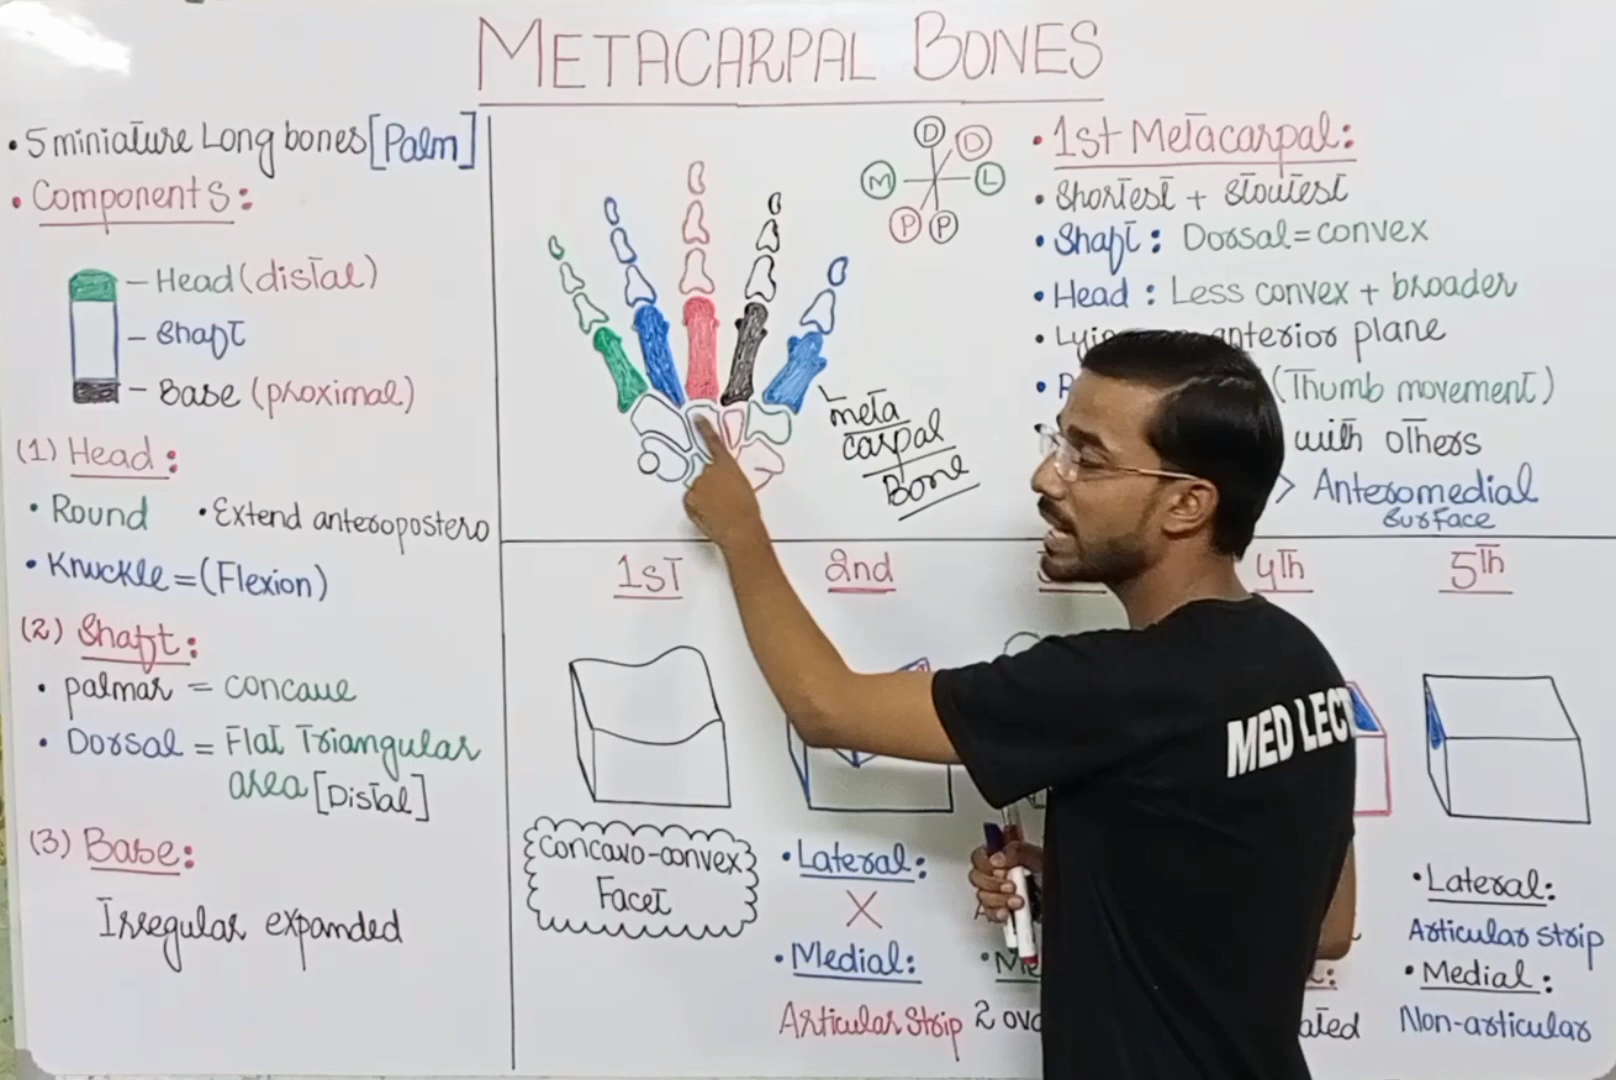 METACARPAL BONES
• 5 miniature Long bones [Palm]
• Components:
– Head (distal)
– Shaft
– Base (proximal)
(1) Head:
• Round • Extend anteropostero
• Knuckle = (Flexion)
(2) Shaft:
• palmar = concave
• Dorsal = Flat Triangular
area [Distal]
(3) Base:
Irregular expanded
D
D
M
L
P
P
meta
carpal
Bone
• 1st Metacarpal:
• Shortest + Stoutest
• Shaft: Dorsal = convex
• Head: Less convex + broader
• anterior plane
• (Thumb movement)
with others
> Anteromedial
surface
1ST
2nd
4Th
5Th
Concavo-convex
Facet
• Lateral:
X
• Medial:
Articular Strip
2
• Lateral:
Articular Strip
• Medial:
Non-articular
MED LECT